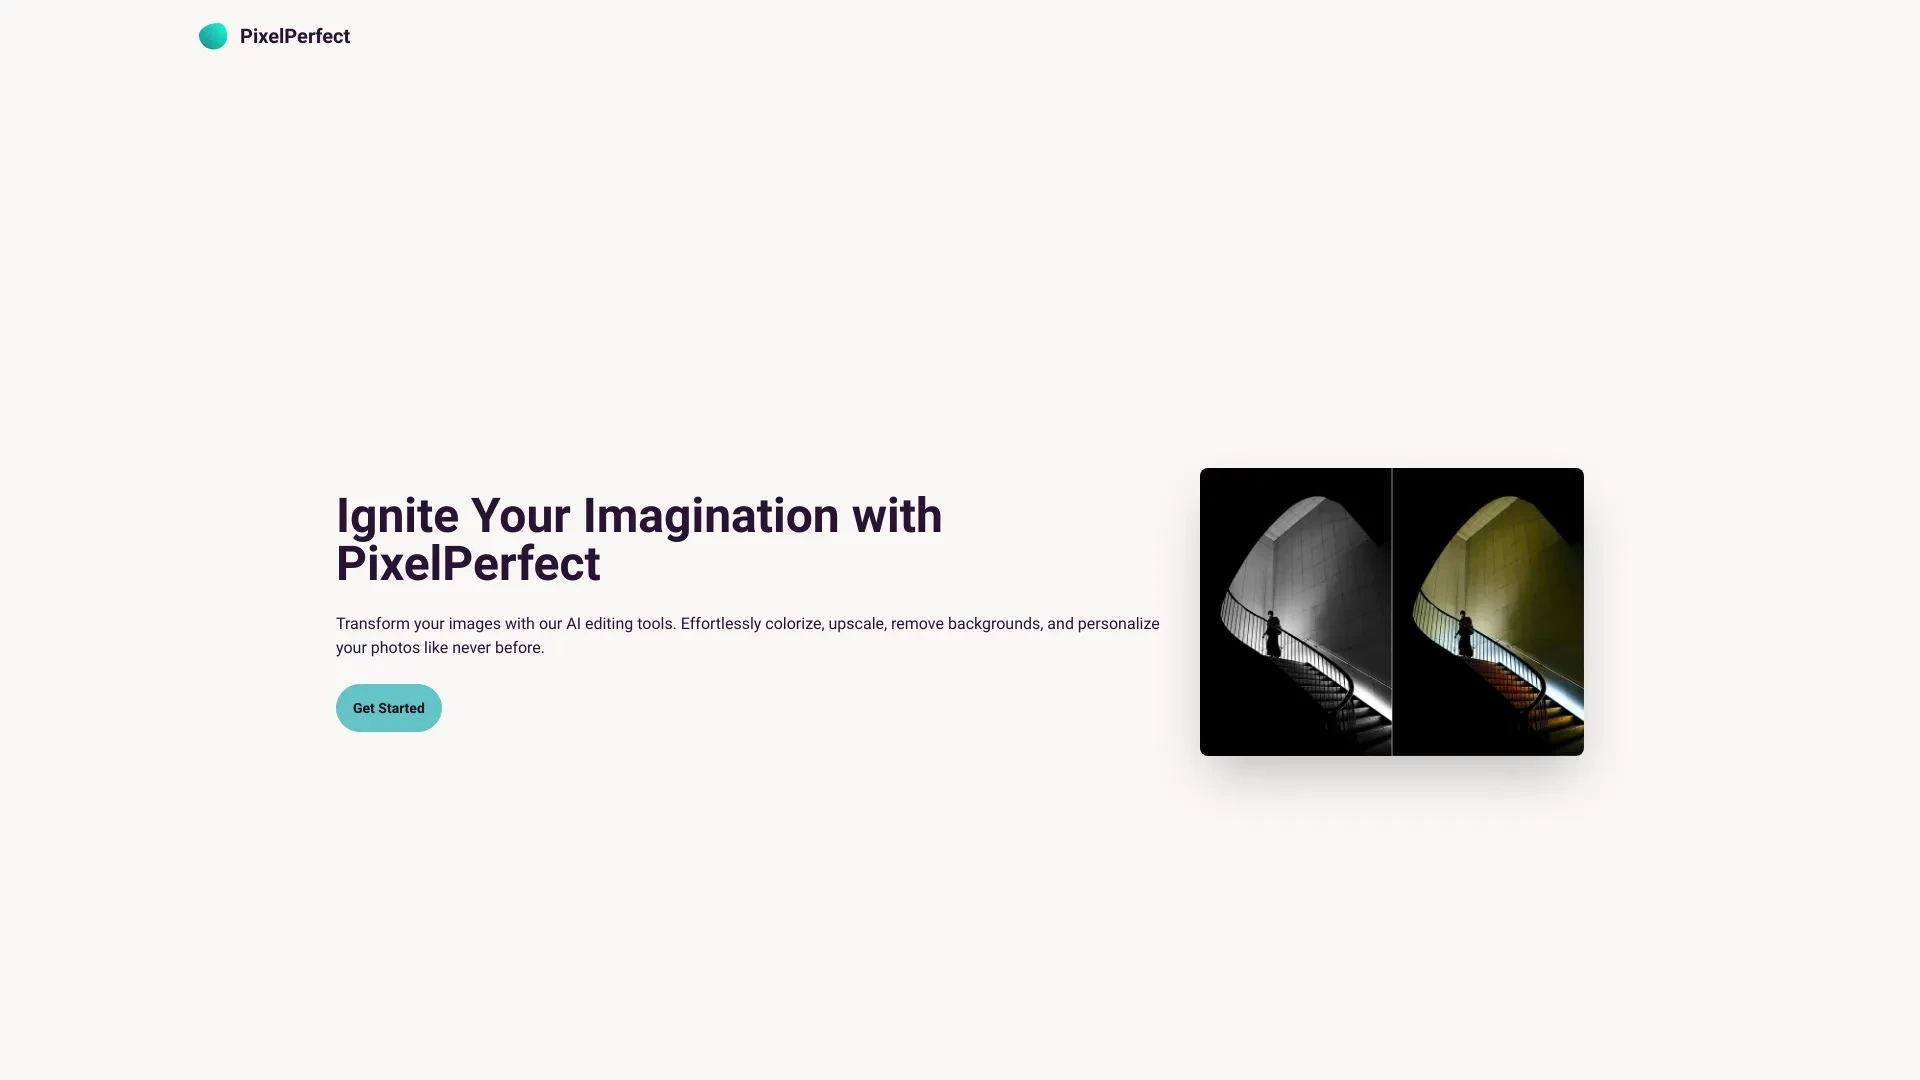 PixelPerfect
Ignite Your Imagination with
PixelPerfect
Transform your images with our AI editing tools. Effortlessly colorize, upscale, remove backgrounds, and personalize
your photos like never before.
Get Started